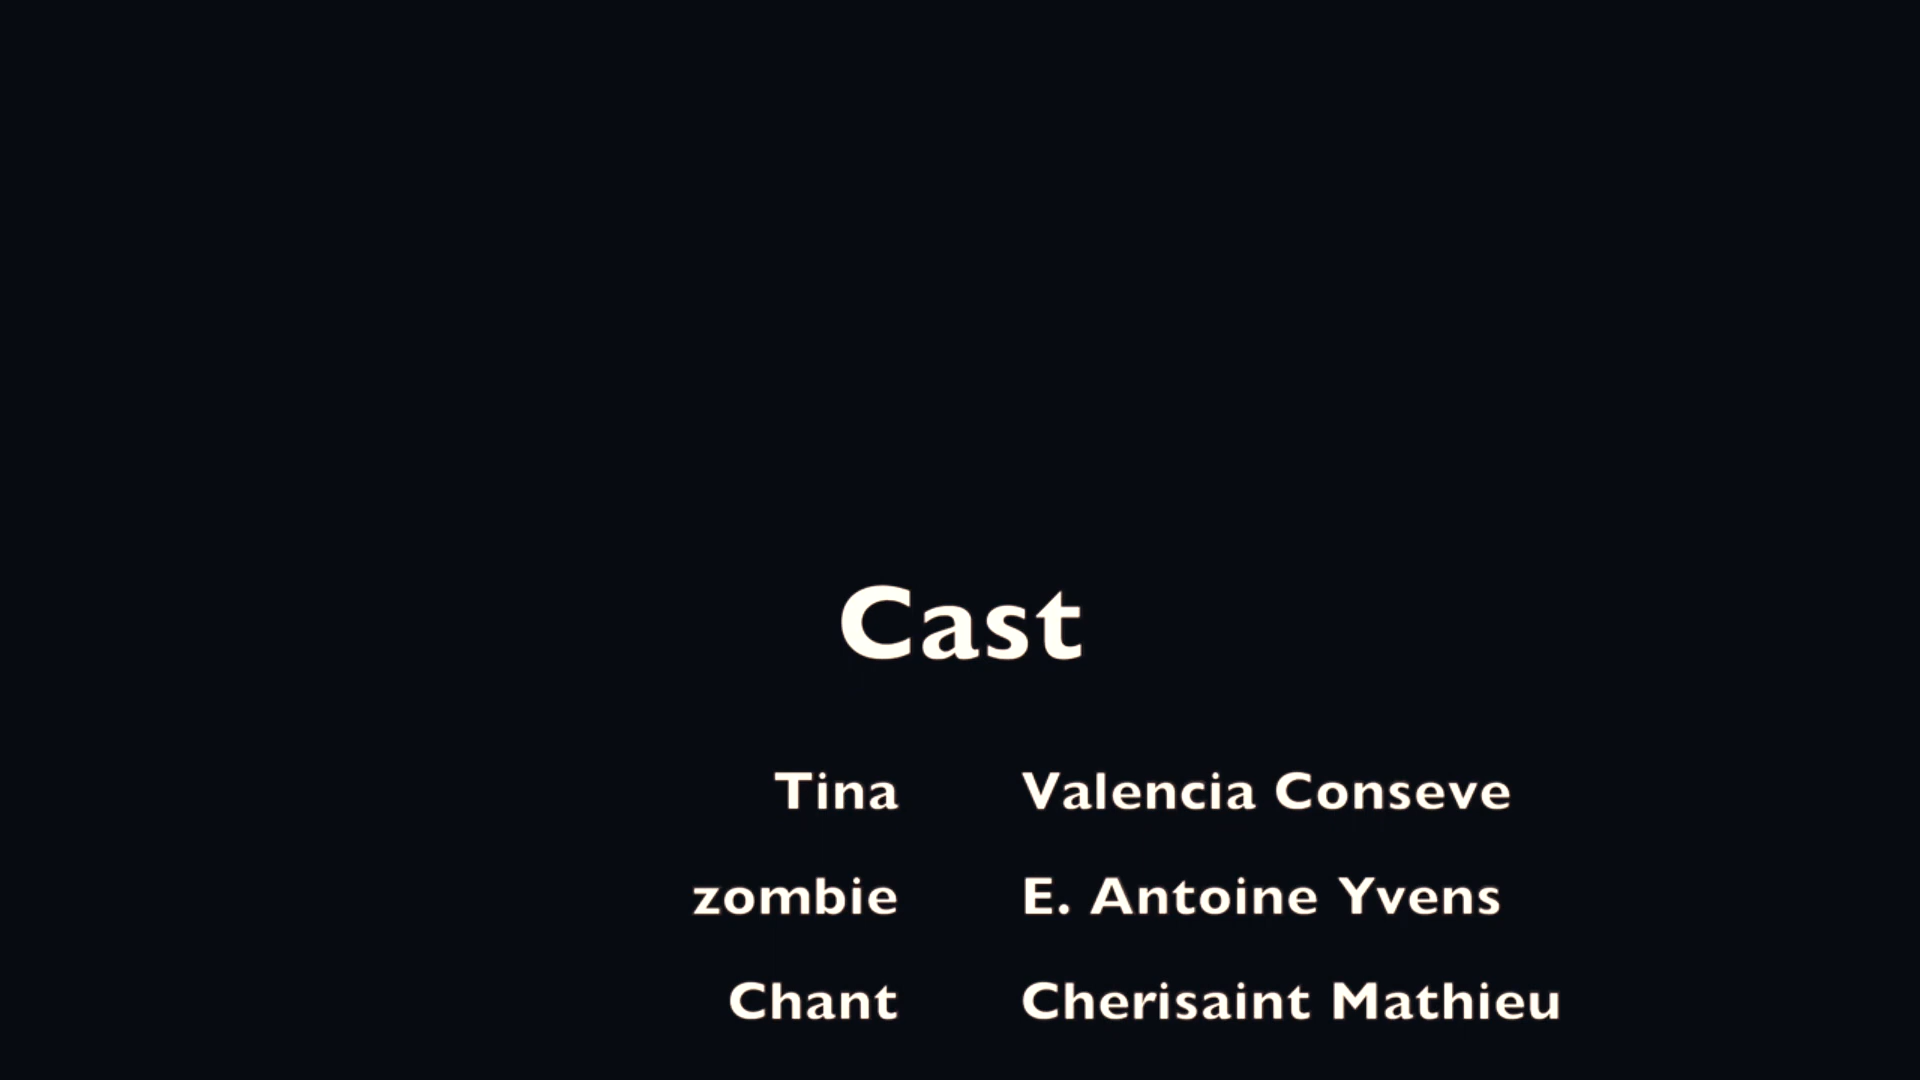 Cast
Tina Valencia Conseve
zombie E. Antoine Yvens
Chant Cherisaint Mathieu